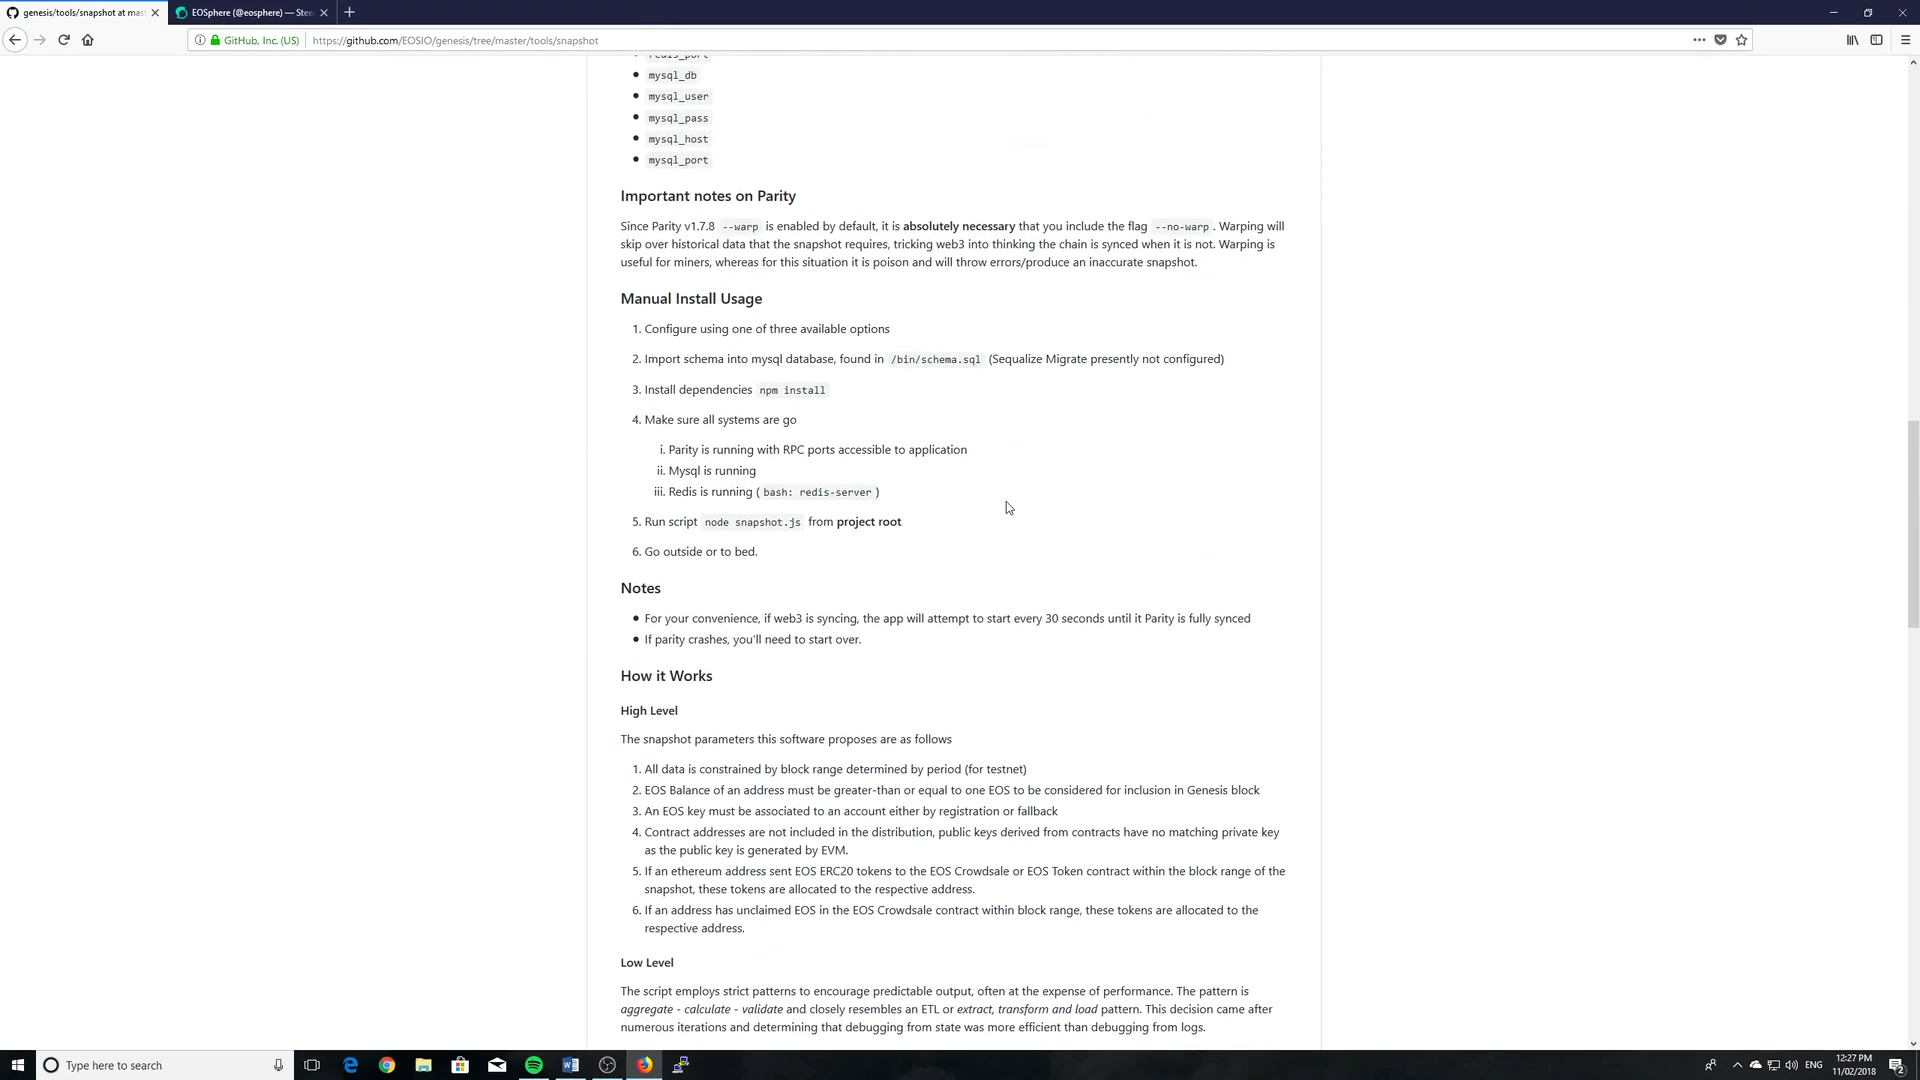 genesis/tools/snapshot at mas
EOSphere (@eosphere) — Stee
GitHub, Inc. (US)
https://github.com/EOSIO/genesis/tree/master/tools/snapshot
redis_port
mysql_db
mysql_user
mysql_pass
mysql_host
mysql_port
Important notes on Parity
Since Parity v1.7.8 --warp is enabled by default, it is absolutely necessary that you include the flag --no-warp . Warping will
skip over historical data that the snapshot requires, tricking web3 into thinking the chain is synced when it is not. Warping is
useful for miners, whereas for this situation it is poison and will throw errors/produce an inaccurate snapshot.
Manual Install Usage
1. Configure using one of three available options
2. Import schema into mysql database, found in /bin/schema.sql (Sequalize Migrate presently not configured)
3. Install dependencies npm install
4. Make sure all systems are go
i. Parity is running with RPC ports accessible to application
ii. Mysql is running
iii. Redis is running ( bash: redis-server )
5. Run script node snapshot.js from project root
6. Go outside or to bed.
Notes
• For your convenience, if web3 is syncing, the app will attempt to start every 30 seconds until it Parity is fully synced
• If parity crashes, you'll need to start over.
How it Works
High Level
The snapshot parameters this software proposes are as follows
1. All data is constrained by block range determined by period (for testnet)
2. EOS Balance of an address must be greater-than or equal to one EOS to be considered for inclusion in Genesis block
3. An EOS key must be associated to an account either by registration or fallback
4. Contract addresses are not included in the distribution, public keys derived from contracts have no matching private key
as the public key is generated by EVM.
5. If an ethereum address sent EOS ERC20 tokens to the EOS Crowdsale or EOS Token contract within the block range of the
snapshot, these tokens are allocated to the respective address.
6. If an address has unclaimed EOS in the EOS Crowdsale contract within block range, these tokens are allocated to the
respective address.
Low Level
The script employs strict patterns to encourage predictable output, often at the expense of performance. The pattern is
aggregate - calculate - validate and closely resembles an ETL or extract, transform and load pattern. This decision came after
numerous iterations and determining that debugging from state was more efficient than debugging from logs.
Type here to search
ENG
12:27 PM
11/02/2018
2